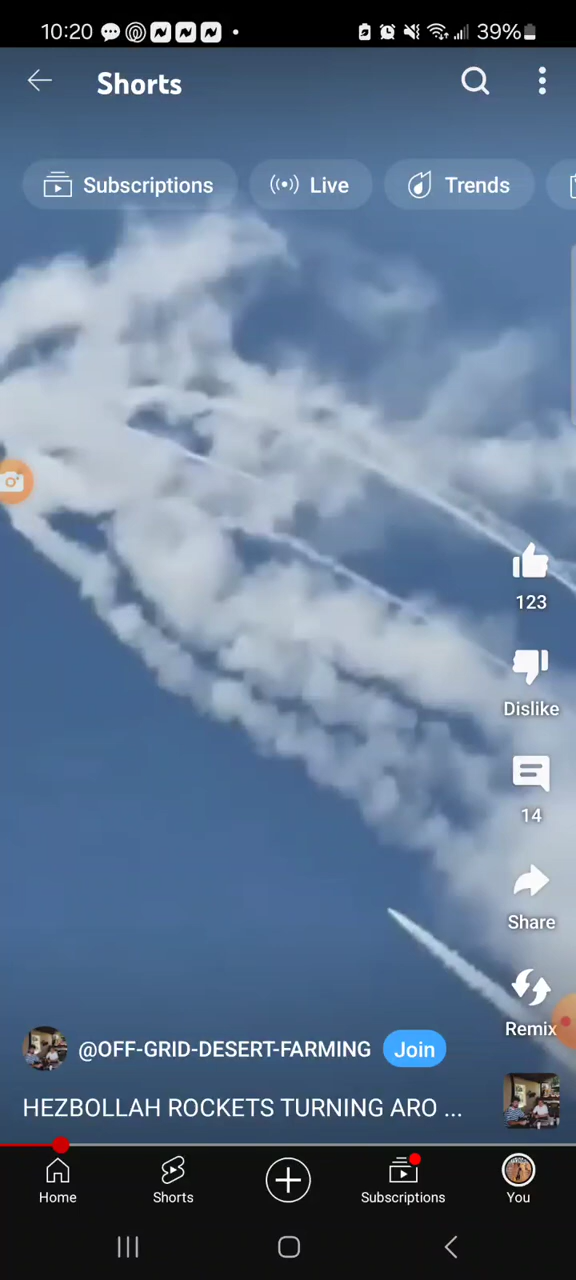 10:20
39%
Shorts
Subscriptions
Live
Trends
123
Dislike
14
Share
Remix
@OFF-GRID-DESERT-FARMING
Join
HEZBOLLAH ROCKETS TURNING ARO ...
Home
Shorts
Subscriptions
You